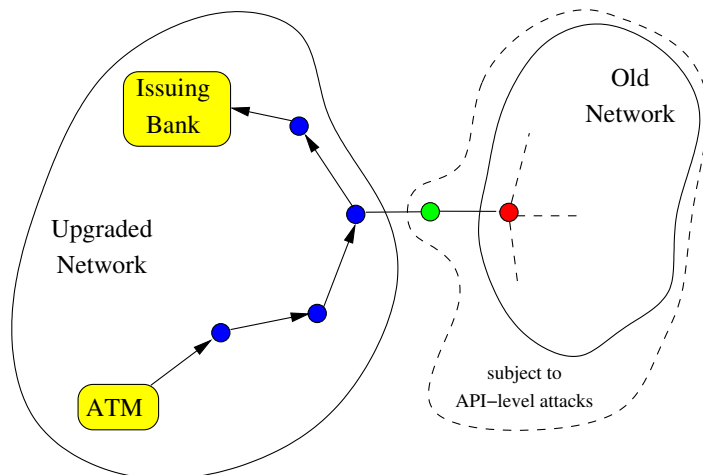 Issuing
Bank
Old
Network
Upgraded
Network
subject to
API−level attacks
ATM